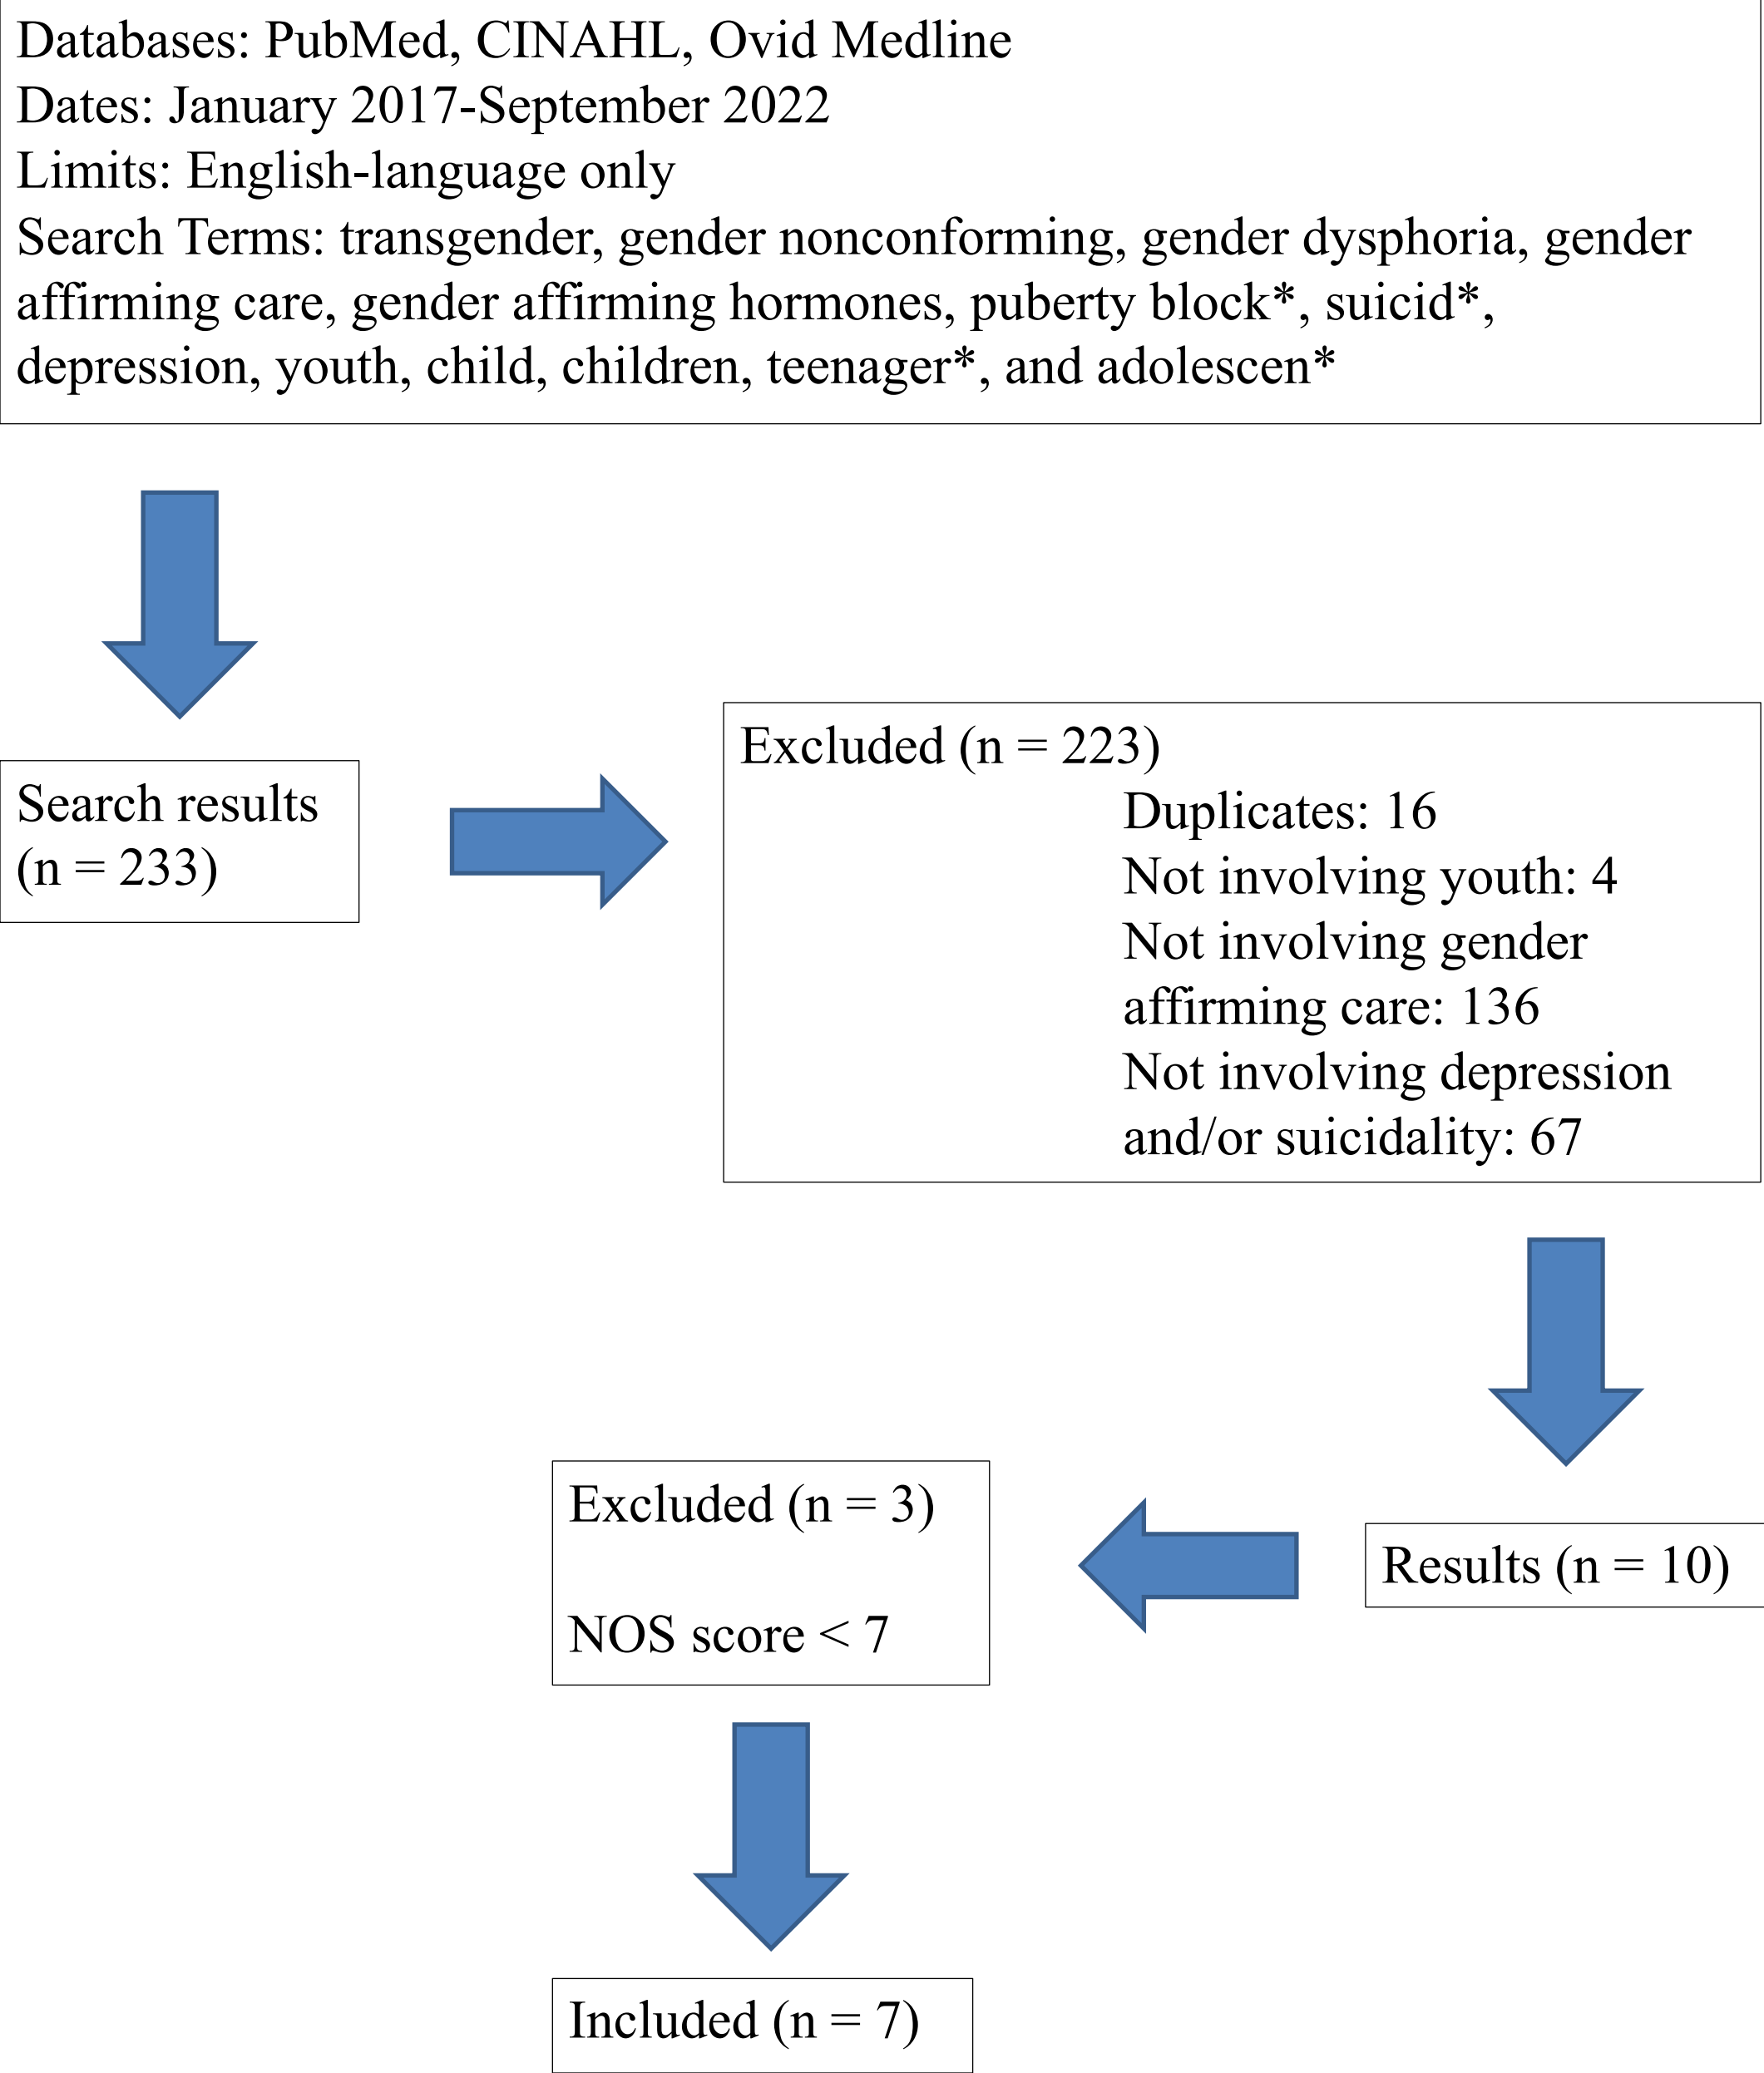 Databases: PubMed, CINAHL, Ovid Medline
Dates: January 2017-September 2022
Limits: English-language only
Search Terms: transgender, gender nonconforming, gender dysphoria, gender
affirming care, gender affirming hormones, puberty block*, suicid*,
depression, youth, child, children, teenager*, and adolescen*
Search results
(n = 233)
Excluded (n = 223)
Duplicates: 16
Not involving youth: 4
Not involving gender
affirming care: 136
Not involving depression
and/or suicidality: 67
Results (n = 10)
Excluded (n = 3)
NOS score < 7
Included (n = 7)